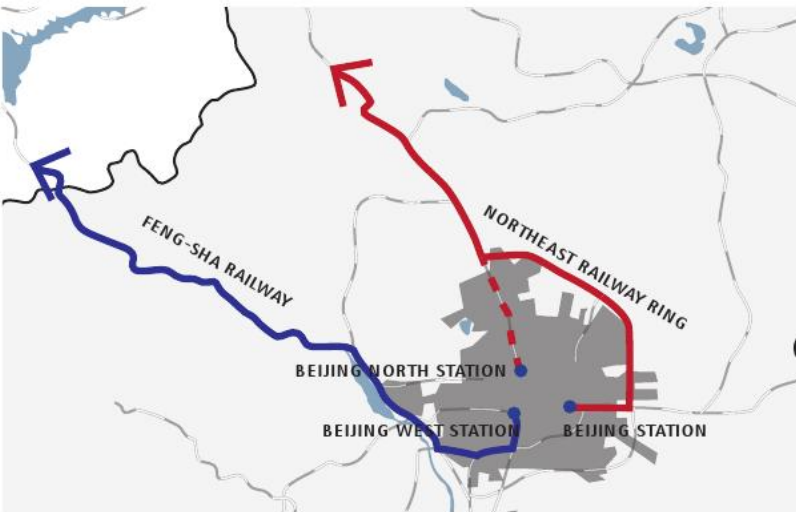 NORTHEAST RAILWAY RING
FENG-SHA RAILWAY
BEIJING NORTH STATION
BEIJING WEST STATION
BEIJING STATION